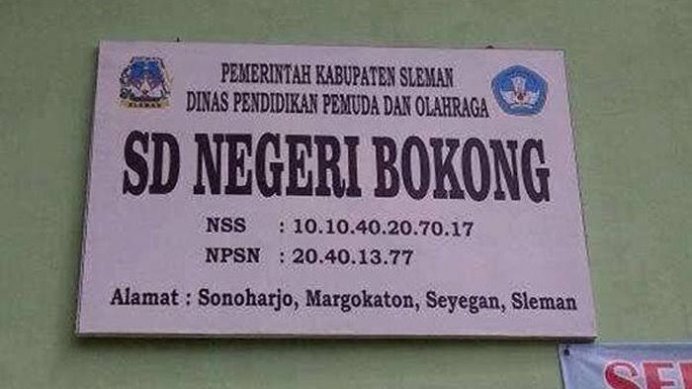 PEMERINTAH KABUPATEN SLEMAN
DINAS PENDIDIKAN PEMUDA DAN OLAHRAGA
SD NEGERI BOKONG
NSS : 10.10.40.20.70.17
NPSN : 20.40.13.77
Alamat : Sonoharjo, Margokaton, Seyegan, Sleman
SLEMAN